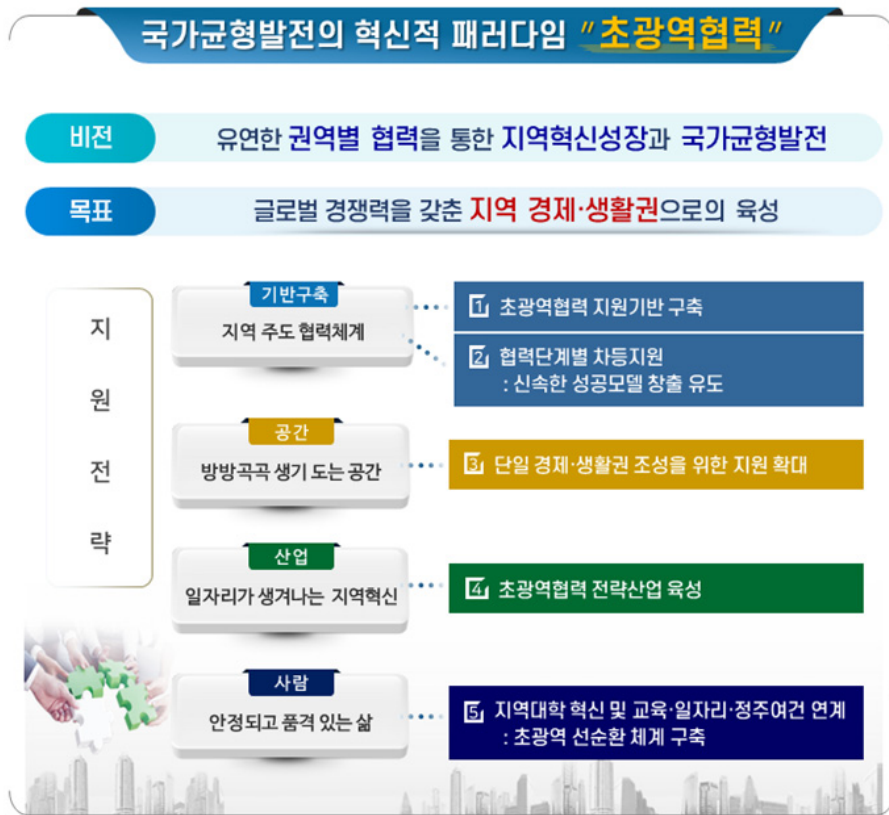 국가균형발전의 혁신적 패러다임 "초광역협력"
비전
유연한 권역별 협력을 통한 지역혁신성장과 국가균형발전
목표
글로벌 경쟁력을 갖춘 지역 경제·생활권으로의 육성
지원전략
기반구축
지역 주도 협력체계
1 초광역협력 지원기반 구축
2 협력단계별 차등지원
: 신속한 성공모델 창출 유도
공간
방방곡곡 생기 도는 공간
3 단일 경제·생활권 조성을 위한 지원 확대
산업
일자리가 생겨나는 지역혁신
4 초광역협력 전략산업 육성
사람
안정되고 품격 있는 삶
5 지역대학 혁신 및 교육·일자리·정주여건 연계
: 초광역 선순환 체계 구축